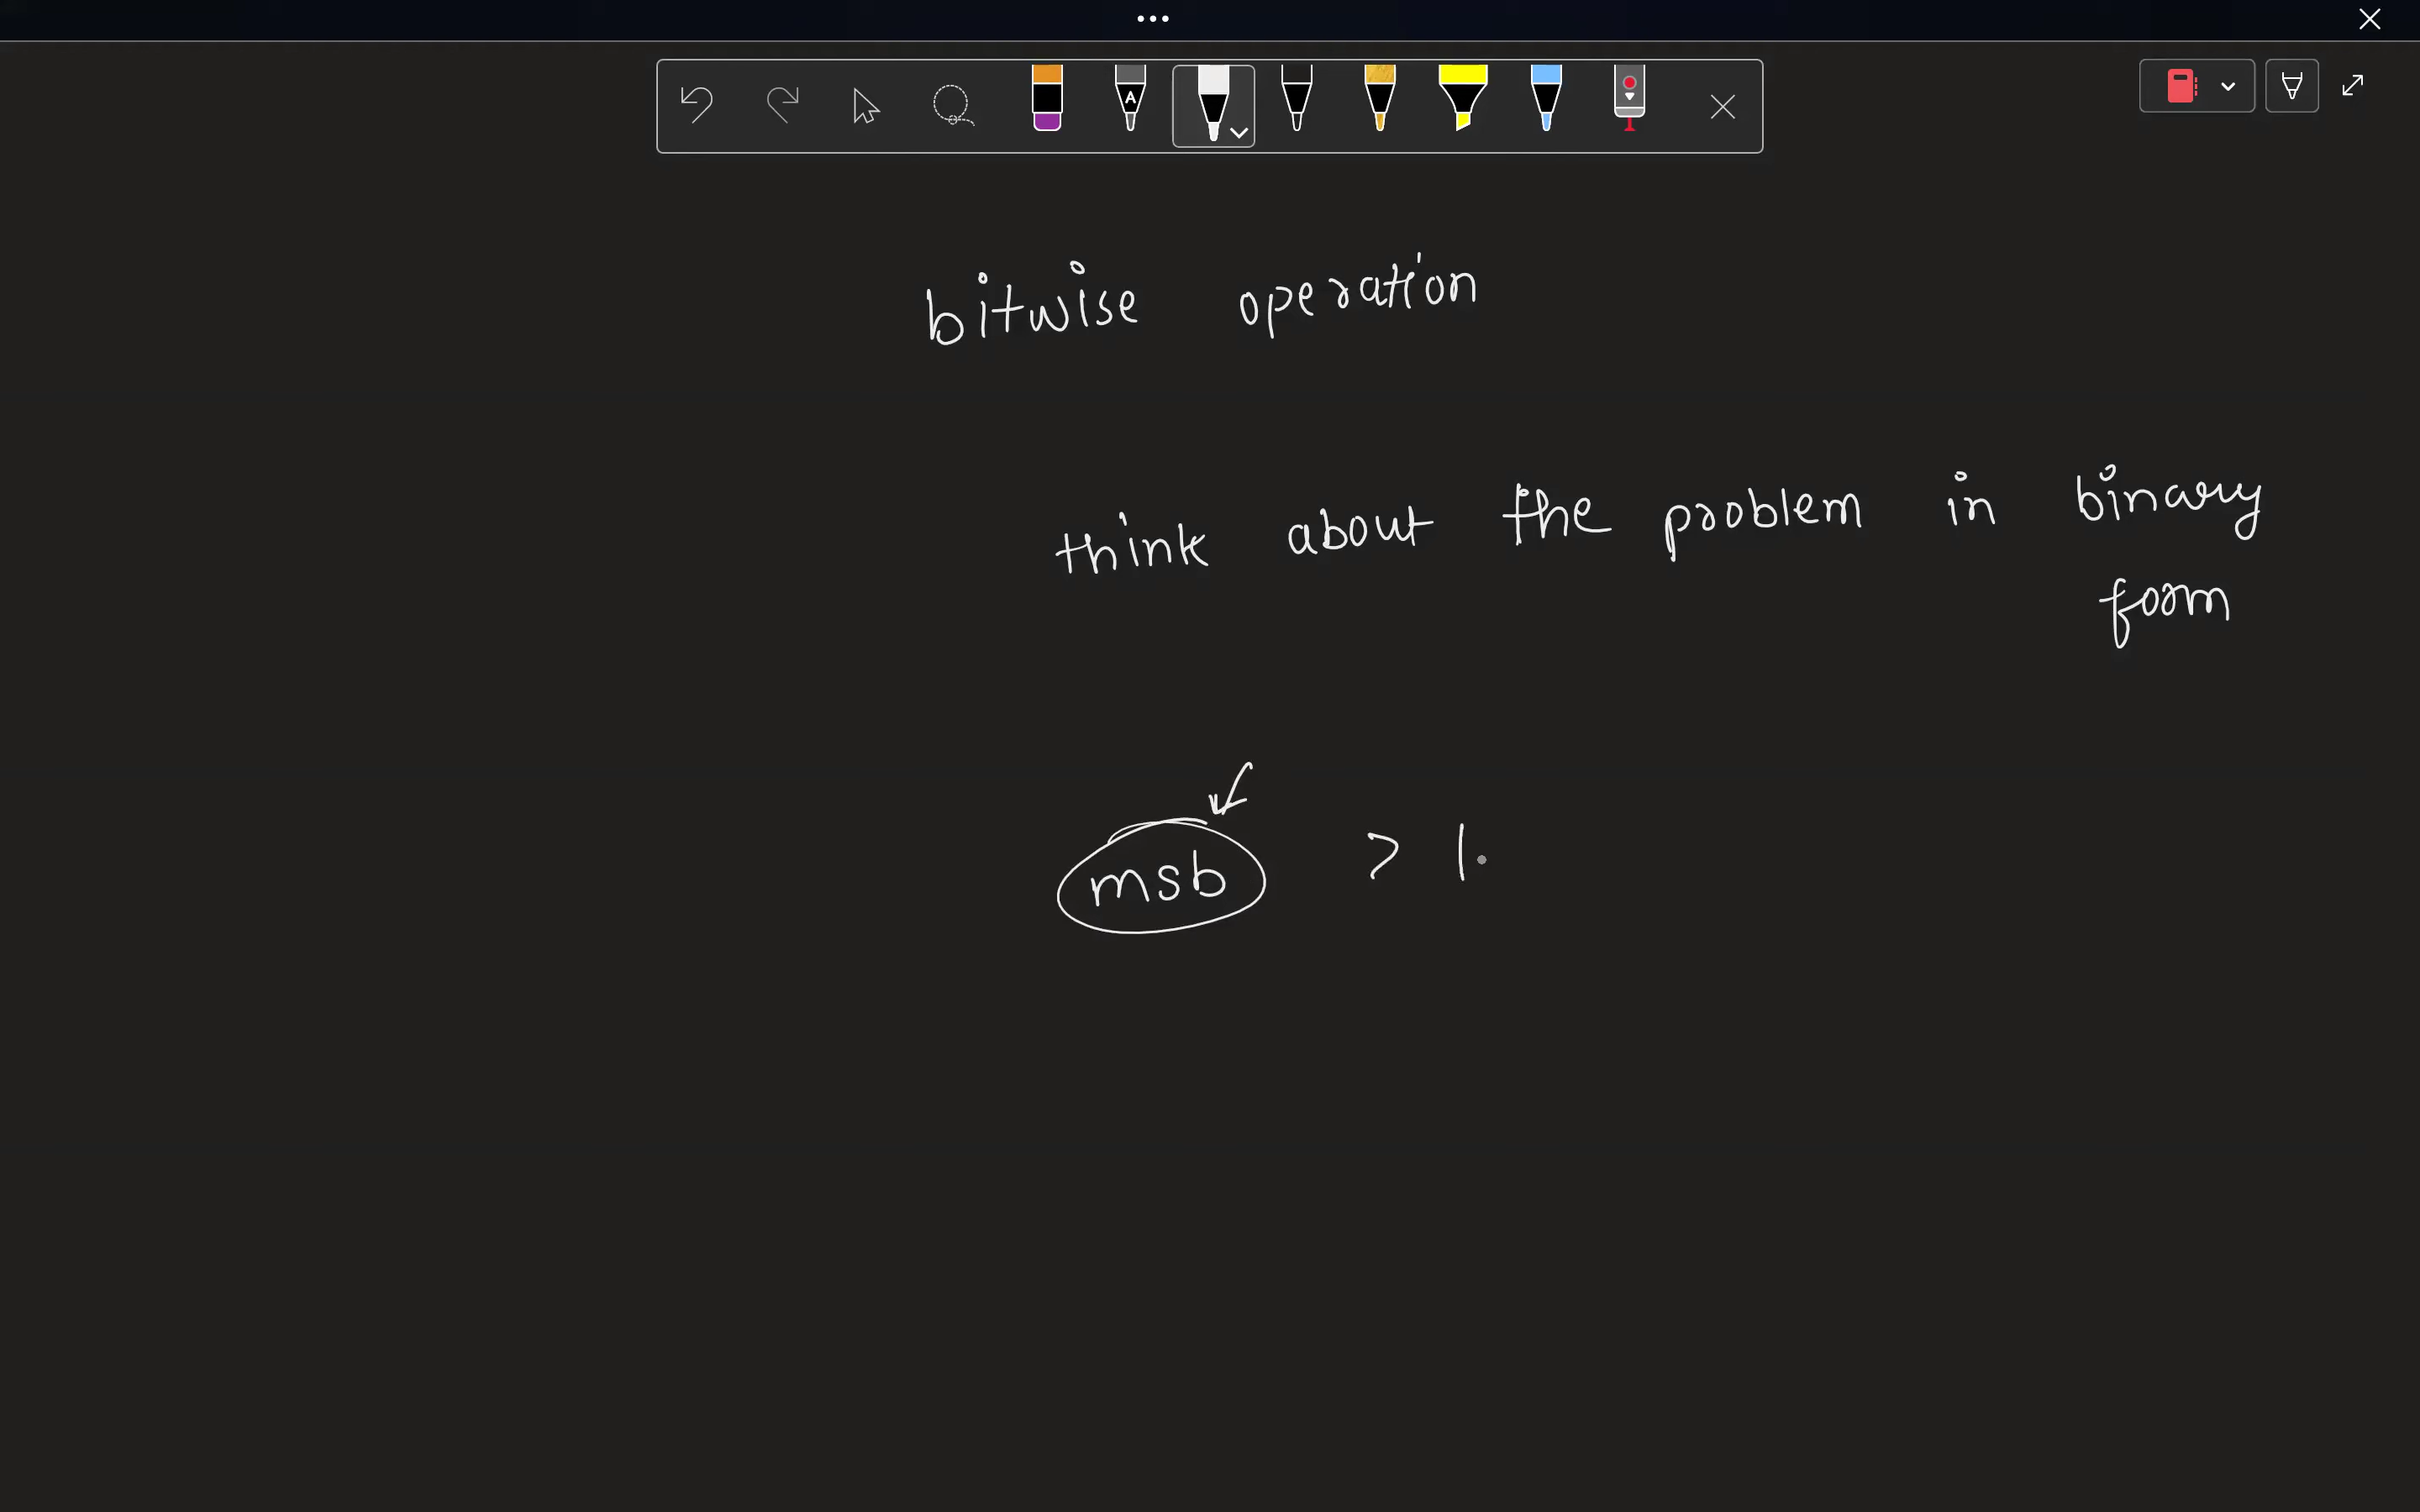 bitwise operation
think about the problem in binary
form
msb > 1